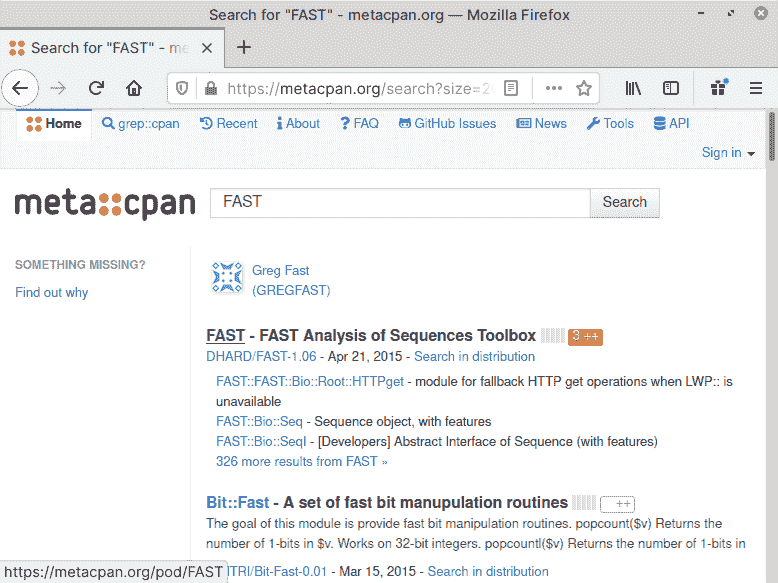 Search for "FAST" - metacpan.org — Mozilla Firefox
Search for "FAST" - me
https://metacpan.org/search?size=2
Home grep::cpan Recent About FAQ GitHub Issues News Tools API
Sign in
meta::cpan FAST Search
SOMETHING MISSING?
Find out why
Greg Fast
(GREGFAST)
FAST - FAST Analysis of Sequences Toolbox 3 ++
DHARD/FAST-1.06 - Apr 21, 2015 - Search in distribution
FAST::FAST::Bio::Root::HTTPget - module for fallback HTTP get operations when LWP:: is
unavailable
FAST::Bio::Seq - Sequence object, with features
FAST::Bio::SeqI - [Developers] Abstract Interface of Sequence (with features)
326 more results from FAST »
Bit::Fast - A set of fast bit manupulation routines ++
The goal of this module is provide fast bit manipulation routines. popcount($v) Returns the
number of 1-bits in $v. Works on 32-bit integers. popcountl($v) Returns the number of 1-bits in
https://metacpan.org/pod/FAST ITRI/Bit-Fast-0.01 - Mar 15, 2015 - Search in distribution